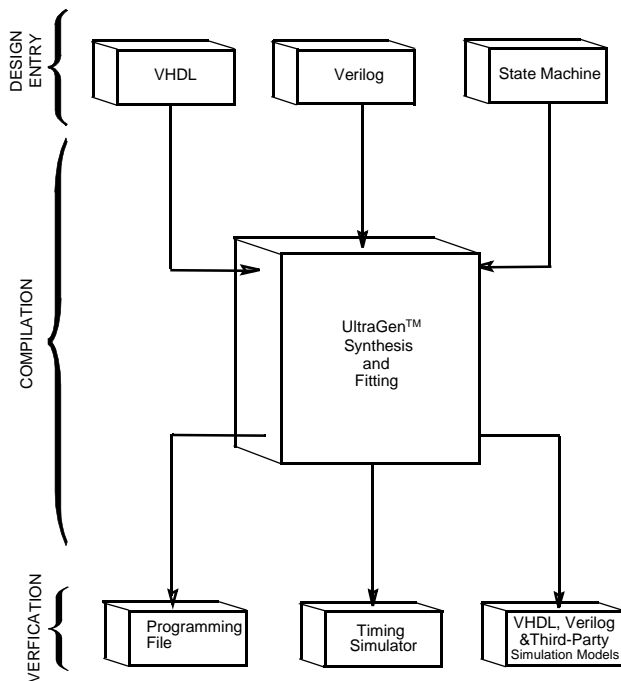 DESIGN
ENTRY
VHDL
Verilog
State Machine
COMPILATION
UltraGen™
Synthesis
and
Fitting
VERFICATION
Programming
File
Timing
Simulator
VHDL, Verilog
&Third-Party
Simulation Models